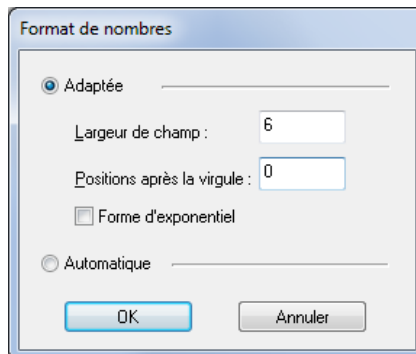 Format de nombres
Adaptée
Largeur de champ : 6
Positions après la virgule : 0
Forme d'exponentiel
Automatique
OK Annuler